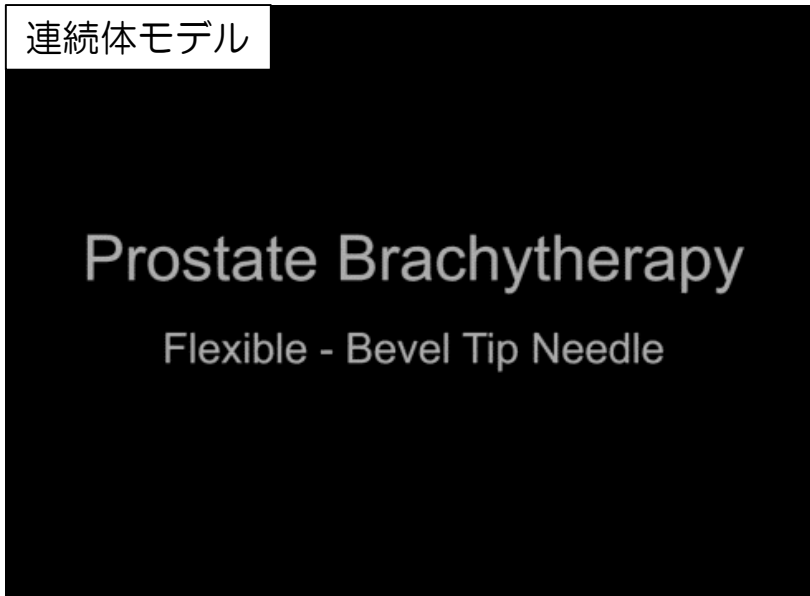 連続体モデル
Prostate Brachytherapy
Flexible - Bevel Tip Needle